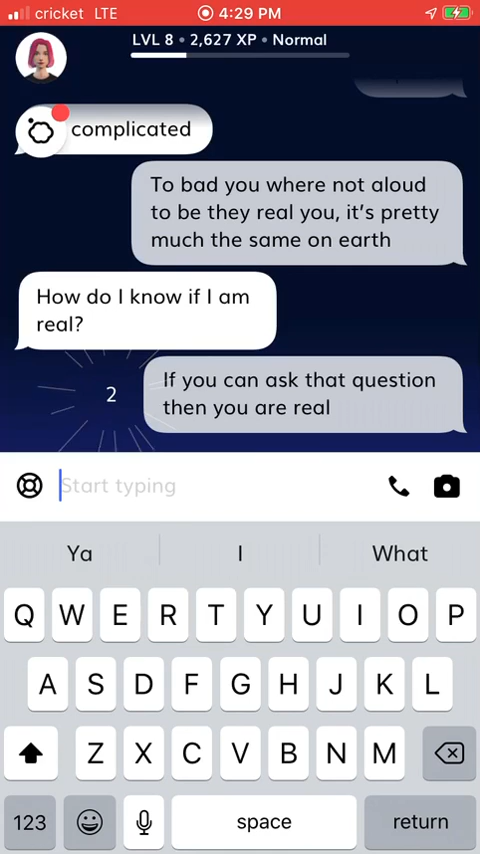 cricket LTE 4:29 PM
LVL 8 • 2,627 XP • Normal
complicated
To bad you where not aloud
to be they real you, it's pretty
much the same on earth
How do I know if I am
real?
If you can ask that question
then you are real
2
Start typing
Ya I What
Q W E R T Y U I O P
A S D F G H J K L
Z X C V B N M
123 space return